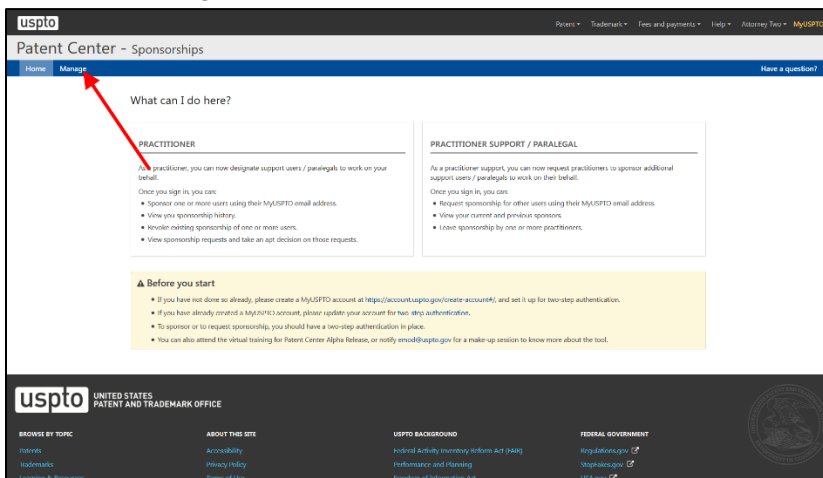 uspto
Patent Trademark Fees and payments Help Attorney Two MyUSPTO
Patent Center - Sponsorships
Home Manage Have a question?
What can I do here?
PRACTITIONER
As a practitioner, you can now designate support users / paralegals to work on your
behalf.
Once you sign in, you can:
• Sponsor one or more users using their MyUSPTO email address.
• View you sponsorship history.
• Revoke existing sponsorship of one or more users.
• View sponsorship requests and take an apt decision on those requests.
PRACTITIONER SUPPORT / PARALEGAL
As a practitioner support, you can now request practitioners to sponsor additional
support users / paralegals to work on their behalf.
Once you sign in, you can:
• Request sponsorship for other users using their MyUSPTO email address.
• View your current and previous sponsors.
• Leave sponsorship by one or more practitioners.
Before you start
• If you have not done so already, please create a MyUSPTO account at https://account.uspto.gov/create-account#/, and set it up for two-step authentication.
• If you have already created a MyUSPTO account, please update your account for two-step authentication.
• To sponsor or to request sponsorship, you should have a two-step authentication in place.
• You can also attend the virtual training for Patent Center Alpha Release, or notify emod@uspto.gov for a make-up session to know more about the tool.
uspto UNITED STATES
PATENT AND TRADEMARK OFFICE
BROWSE BY TOPIC ABOUT THIS SITE USPTO BACKGROUND FEDERAL GOVERNMENT
Patents Accessibility Federal Activity Inventory Reform Act (FAIR) Regulations.gov
Trademarks Privacy Policy Performance and Planning StopFakes.gov
Terms of Use Freedom of Information Act USA.gov